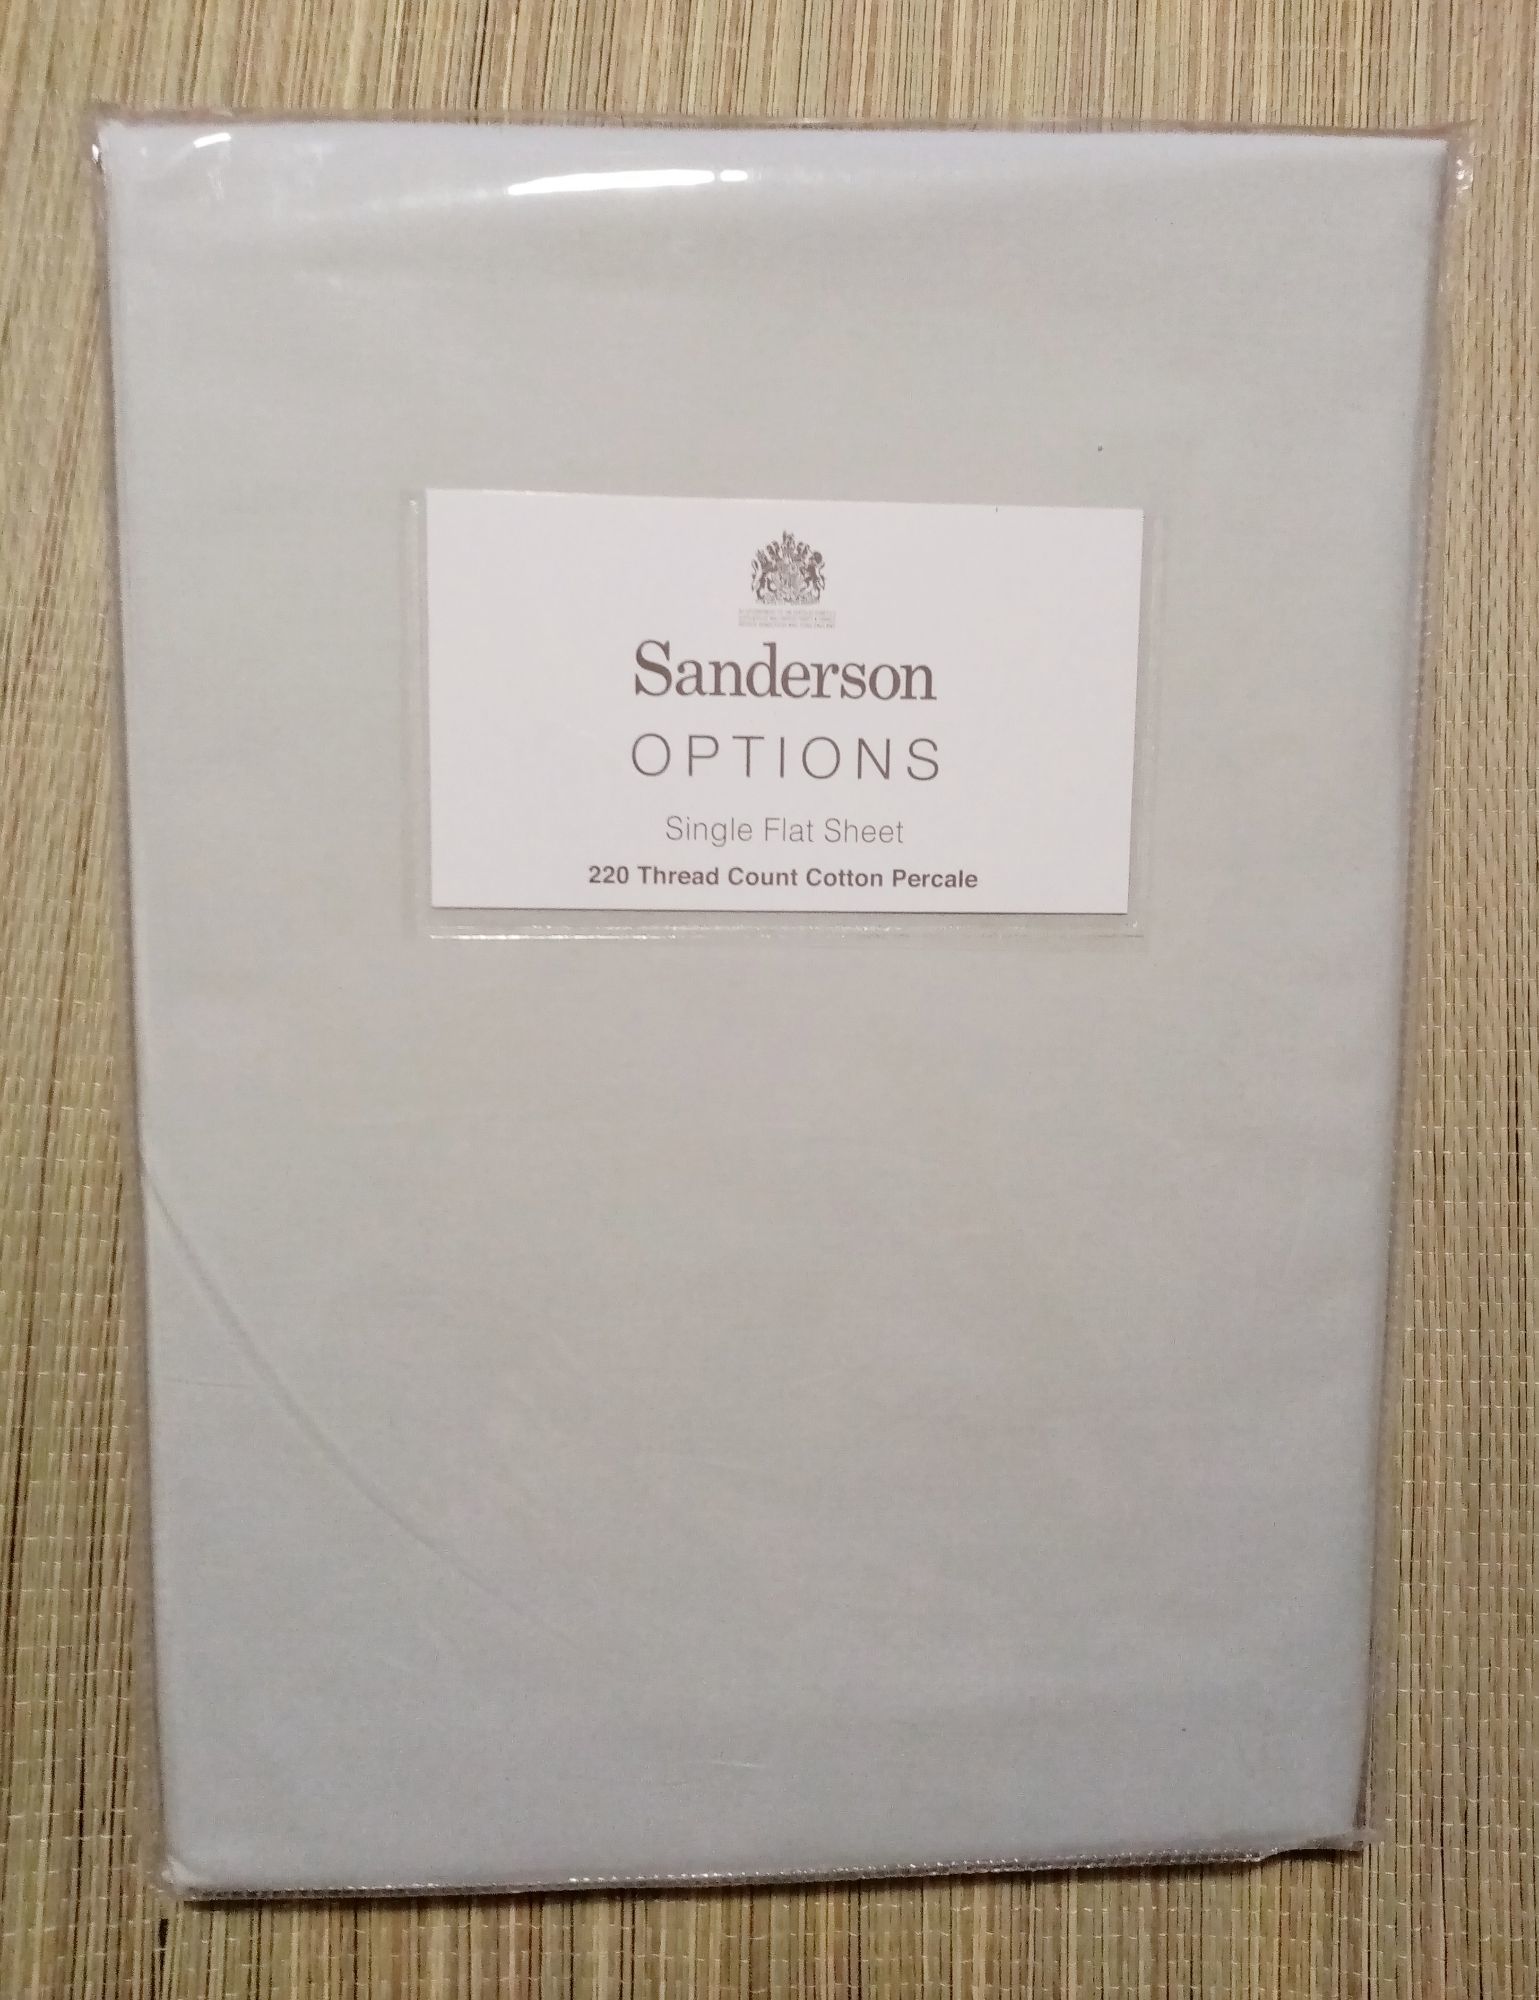 Sanderson
OPTIONS
Single Flat Sheet
220 Thread Count Cotton Percale